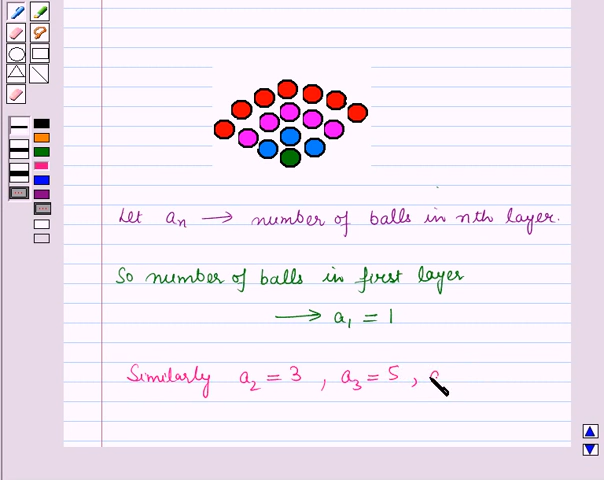 Let aₙ → number of balls in nth layer.
So number of balls in first layer
→ a₁ = 1
Similarly a₂ = 3 , a₃ = 5 , a